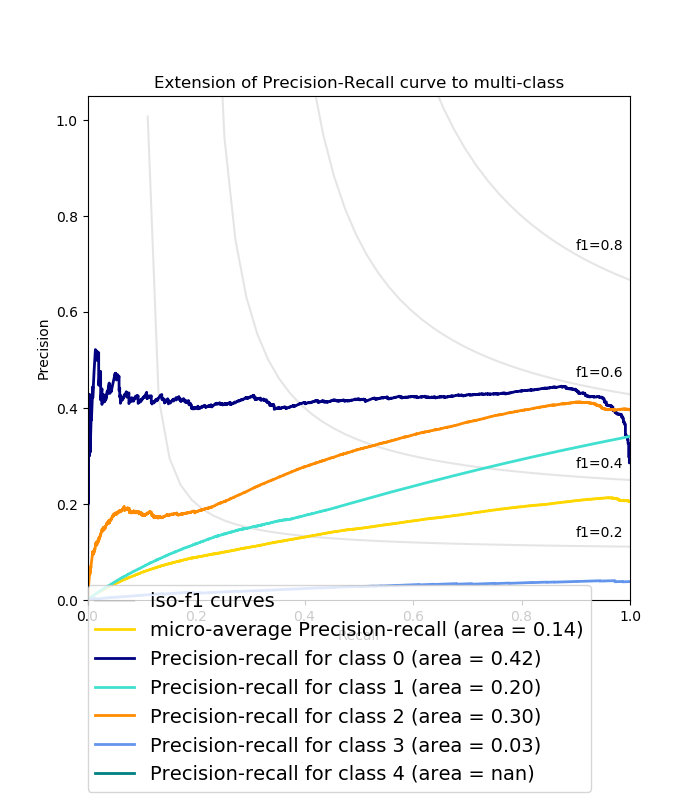 Extension of Precision-Recall curve to multi-class
1.0
0.8
0.6
0.4
0.2
0.0
Precision
f1=0.8
f1=0.6
f1=0.4
f1=0.2
0.0
0.2
0.4
0.6
0.8
1.0
Recall
iso-f1 curves
micro-average Precision-recall (area = 0.14)
Precision-recall for class 0 (area = 0.42)
Precision-recall for class 1 (area = 0.20)
Precision-recall for class 2 (area = 0.30)
Precision-recall for class 3 (area = 0.03)
Precision-recall for class 4 (area = nan)